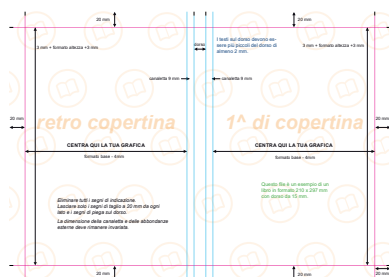 20 mm
20 mm
dorso
I testi sul dorso devono es-
sere più piccoli del dorso di
almeno 2 mm.
3 mm + formato altezza +3 mm
3 mm + formato altezza +3 mm
canaletta 9 mm
canaletta 9 mm
20 mm
20 mm
retro copertina
1^ di copertina
CENTRA QUI LA TUA GRAFICA
CENTRA QUI LA TUA GRAFICA
formato base - 4mm
formato base - 4mm
Eliminare tutti i segni di indicazione.
Lasciare solo i segni di taglio a 20 mm da ogni
lato e i segni di piega sul dorso.
La dimensione della canaletta e delle abbondanze
esterne deve rimanere invariata.
Questo file è un esempio di un
libro in formato 210 x 297 mm
con dorso da 15 mm.
20 mm
20 mm